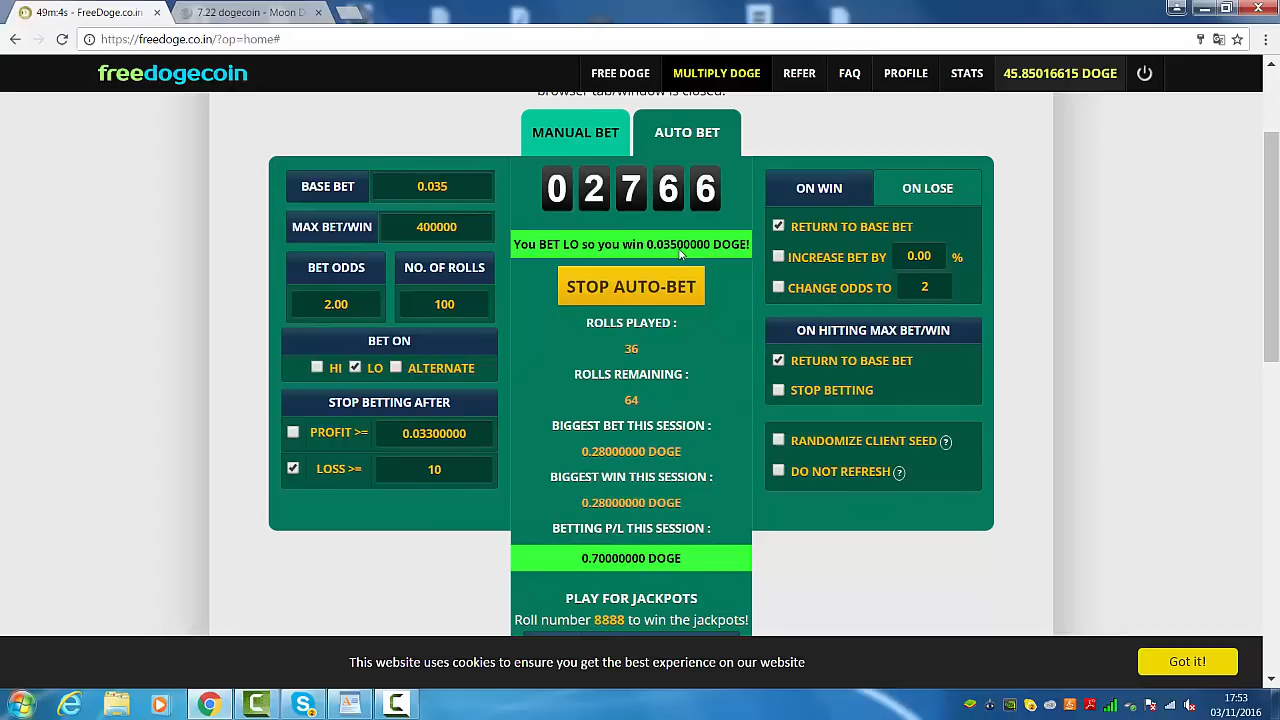 49m4s - FreeDoge.co.in
7.22 dogecoin - Moon D
https://freedoge.co.in/?op=home#
freedogecoin
FREE DOGE
MULTIPLY DOGE
REFER
FAQ
PROFILE
STATS
45.85016615 DOGE
browser tab/window is closed.
MANUAL BET
AUTO BET
BASE BET
0.035
MAX BET/WIN
400000
BET ODDS
NO. OF ROLLS
2.00
100
BET ON
HI
LO
ALTERNATE
STOP BETTING AFTER
PROFIT >=
0.03300000
LOSS >=
10
02766
You BET LO so you win 0.03500000 DOGE!
STOP AUTO-BET
ROLLS PLAYED :
36
ROLLS REMAINING :
64
BIGGEST BET THIS SESSION :
0.28000000 DOGE
BIGGEST WIN THIS SESSION :
0.28000000 DOGE
BETTING P/L THIS SESSION :
0.70000000 DOGE
PLAY FOR JACKPOTS
Roll number 8888 to win the jackpots!
ON WIN
ON LOSE
RETURN TO BASE BET
INCREASE BET BY
0.00
%
CHANGE ODDS TO
2
ON HITTING MAX BET/WIN
RETURN TO BASE BET
STOP BETTING
RANDOMIZE CLIENT SEED ?
DO NOT REFRESH ?
This website uses cookies to ensure you get the best experience on our website
Got it!
17:53
03/11/2016